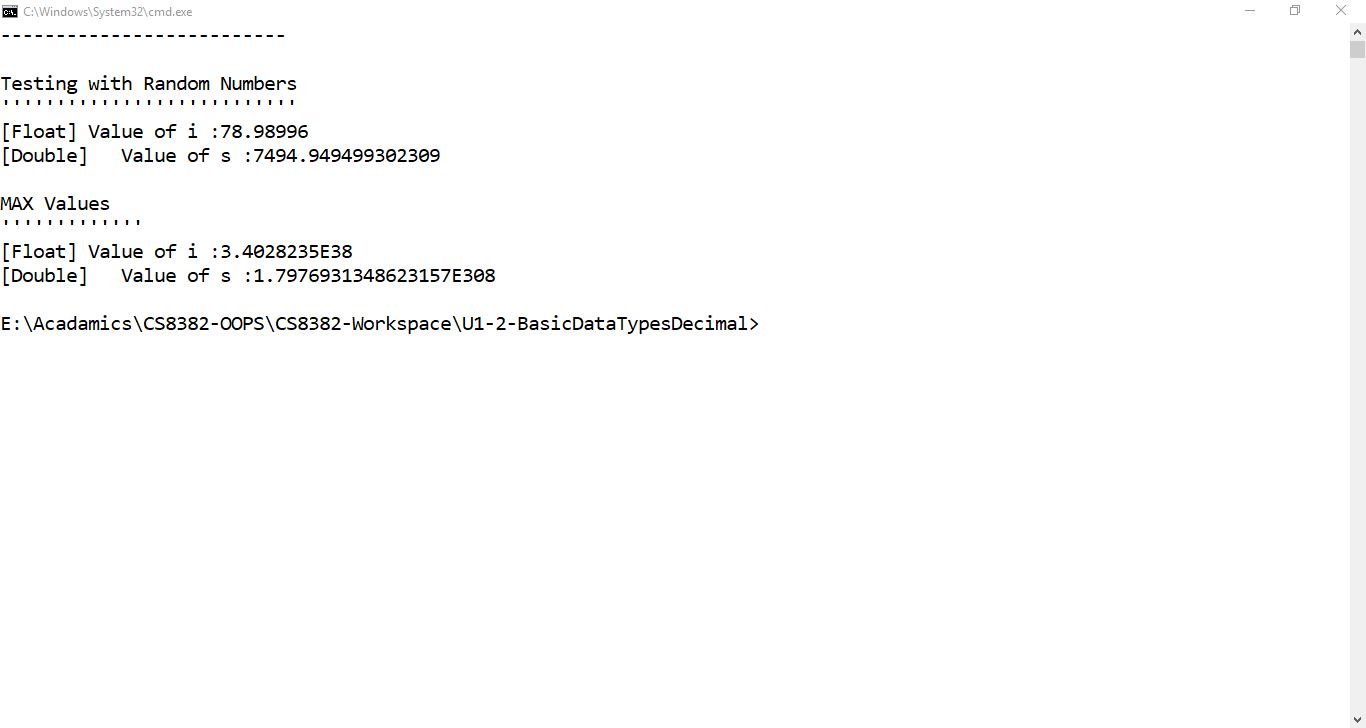 C:\Windows\System32\cmd.exe
--------------------------
Testing with Random Numbers
'''''''''''''''''''''''''''
[Float] Value of i :78.98996
[Double]   Value of s :7494.949499302309
MAX Values
'''''''''''''
[Float] Value of i :3.4028235E38
[Double]   Value of s :1.7976931348623157E308
E:\Acadamics\CS8382-OOPS\CS8382-Workspace\U1-2-BasicDataTypesDecimal>